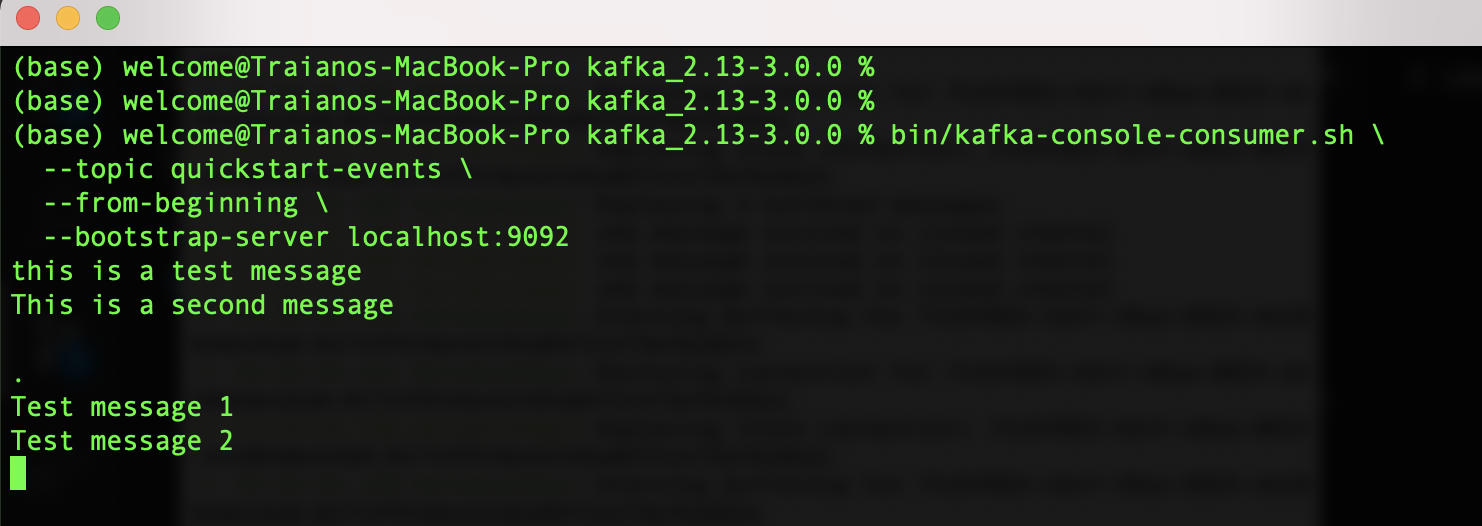 (base) welcome@Traianos-MacBook-Pro kafka_2.13-3.0.0 %
(base) welcome@Traianos-MacBook-Pro kafka_2.13-3.0.0 %
(base) welcome@Traianos-MacBook-Pro kafka_2.13-3.0.0 % bin/kafka-console-consumer.sh \
  --topic quickstart-events \
  --from-beginning \
  --bootstrap-server localhost:9092
this is a test message
This is a second message

.
Test message 1
Test message 2